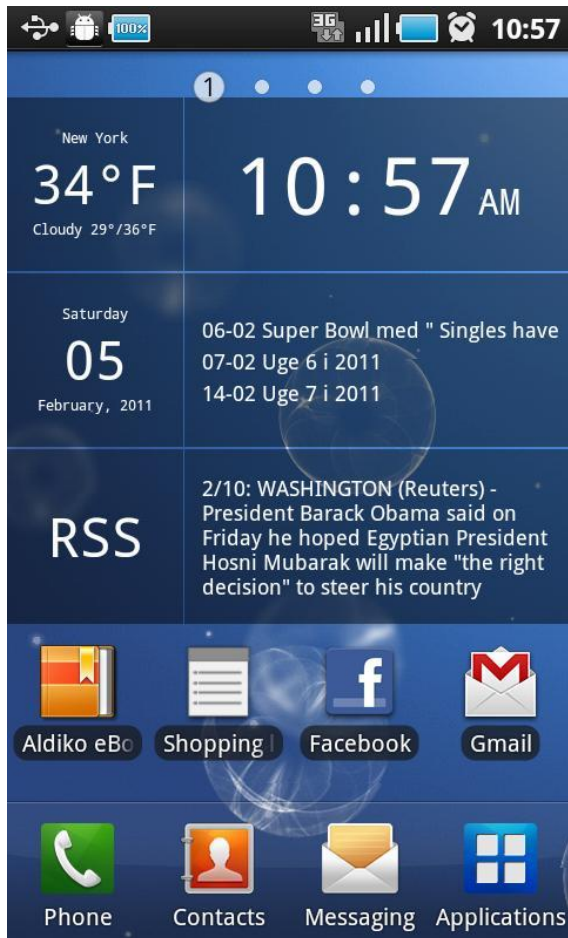 100%
3G
10:57
1
New York
34°F
Cloudy 29°/36°F
10:57 AM
Saturday
05
February, 2011
06-02 Super Bowl med " Singles have
07-02 Uge 6 i 2011
14-02 Uge 7 i 2011
RSS
2/10: WASHINGTON (Reuters) -
President Barack Obama said on
Friday he hoped Egyptian President
Hosni Mubarak will make "the right
decision" to steer his country
Aldiko eBo
Shopping
Facebook
Gmail
Phone
Contacts
Messaging
Applications